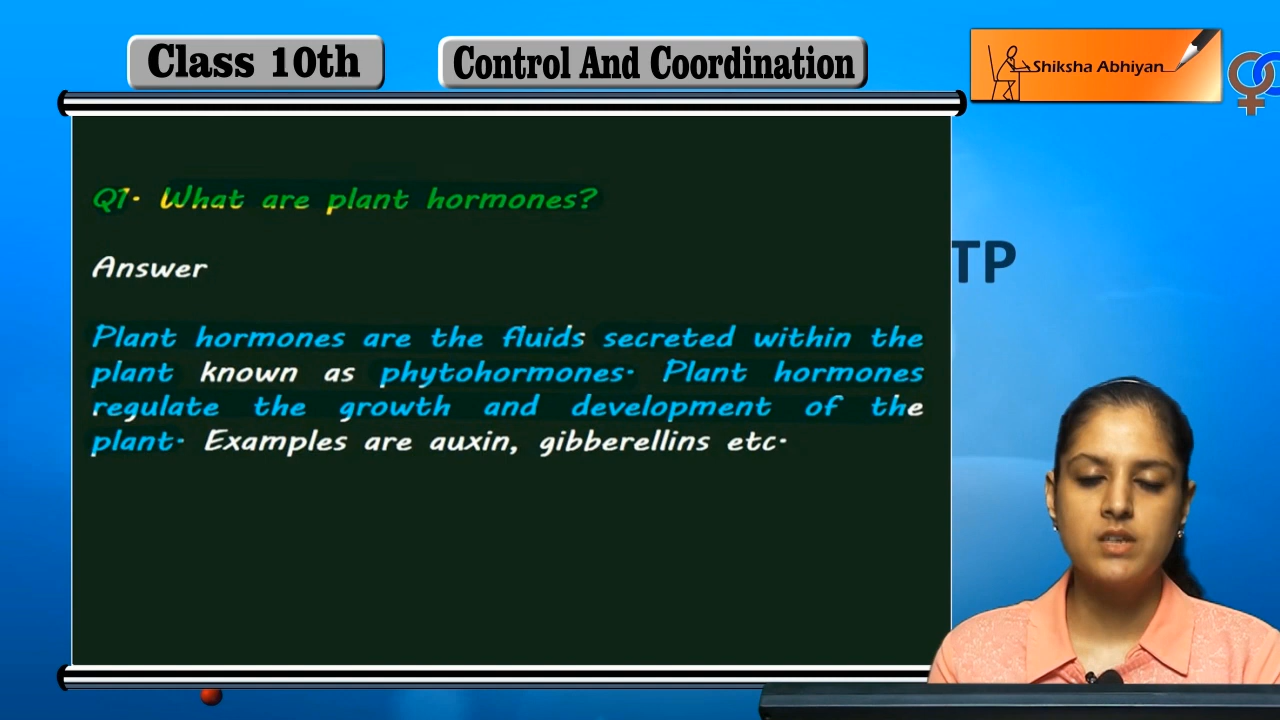 Class 10th
Control And Coordination
Shiksha Abhiyan
Q1. What are plant hormones?
TP
Answer
Plant hormones are the fluids secreted within the
plant known as phytohormones. Plant hormones
regulate the growth and development of the
plant. Examples are auxin, gibberellins etc.